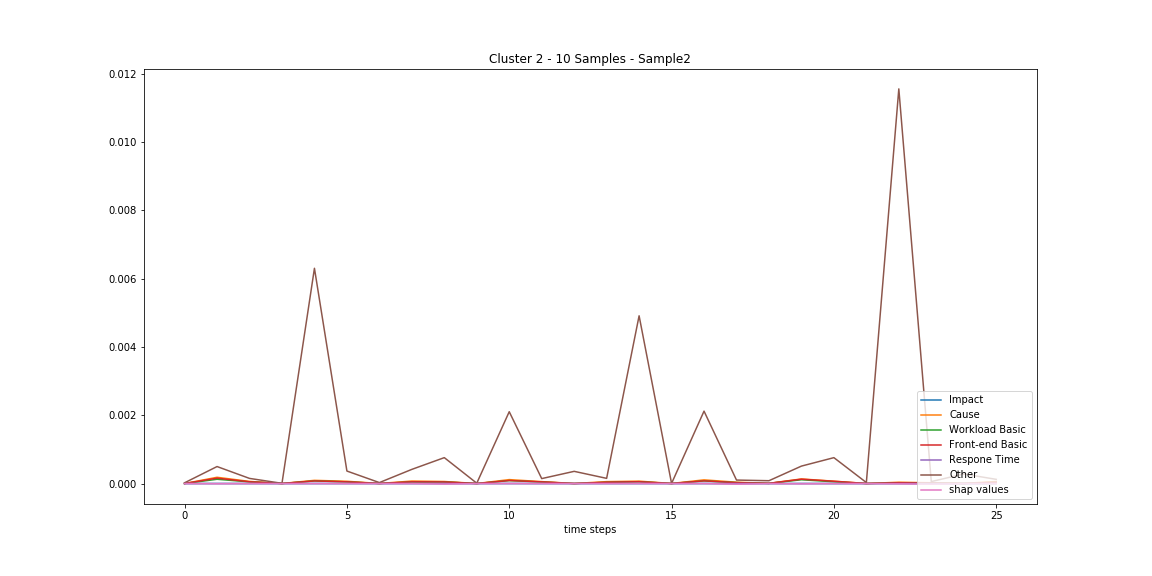 Cluster 2 - 10 Samples - Sample2
0.012
0.010
0.008
0.006
0.004
0.002
0.000
Impact
Cause
Workload Basic
Front-end Basic
Respone Time
Other
shap values
0 5 10 15 20 25
time steps